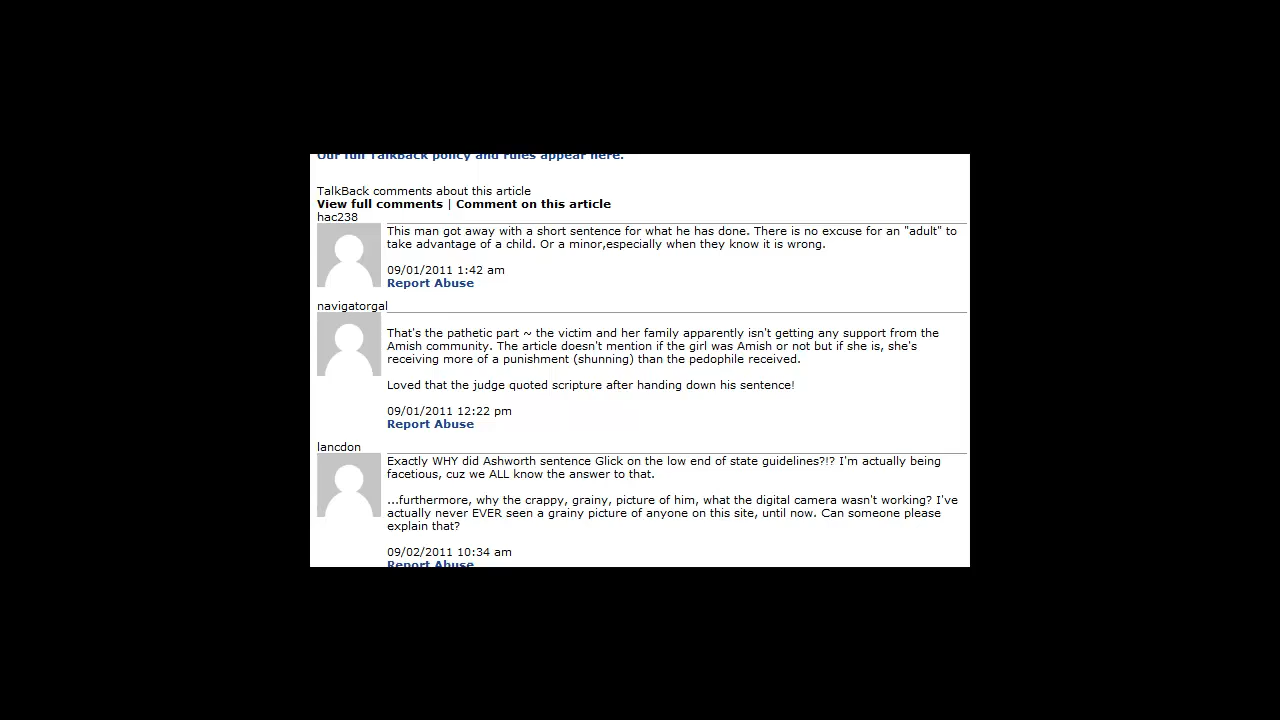 Our full TalkBack policy and rules appear here.
TalkBack comments about this article
View full comments | Comment on this article
hac238
This man got away with a short sentence for what he has done. There is no excuse for an "adult" to
take advantage of a child. Or a minor,especially when they know it is wrong.
09/01/2011 1:42 am
Report Abuse
navigatorgal
That's the pathetic part ~ the victim and her family apparently isn't getting any support from the
Amish community. The article doesn't mention if the girl was Amish or not but if she is, she's
receiving more of a punishment (shunning) than the pedophile received.
Loved that the judge quoted scripture after handing down his sentence!
09/01/2011 12:22 pm
Report Abuse
lancdon
Exactly WHY did Ashworth sentence Glick on the low end of state guidelines?!? I'm actually being
facetious, cuz we ALL know the answer to that.
...furthermore, why the crappy, grainy, picture of him, what the digital camera wasn't working? I've
actually never EVER seen a grainy picture of anyone on this site, until now. Can someone please
explain that?
09/02/2011 10:34 am
Report Abuse